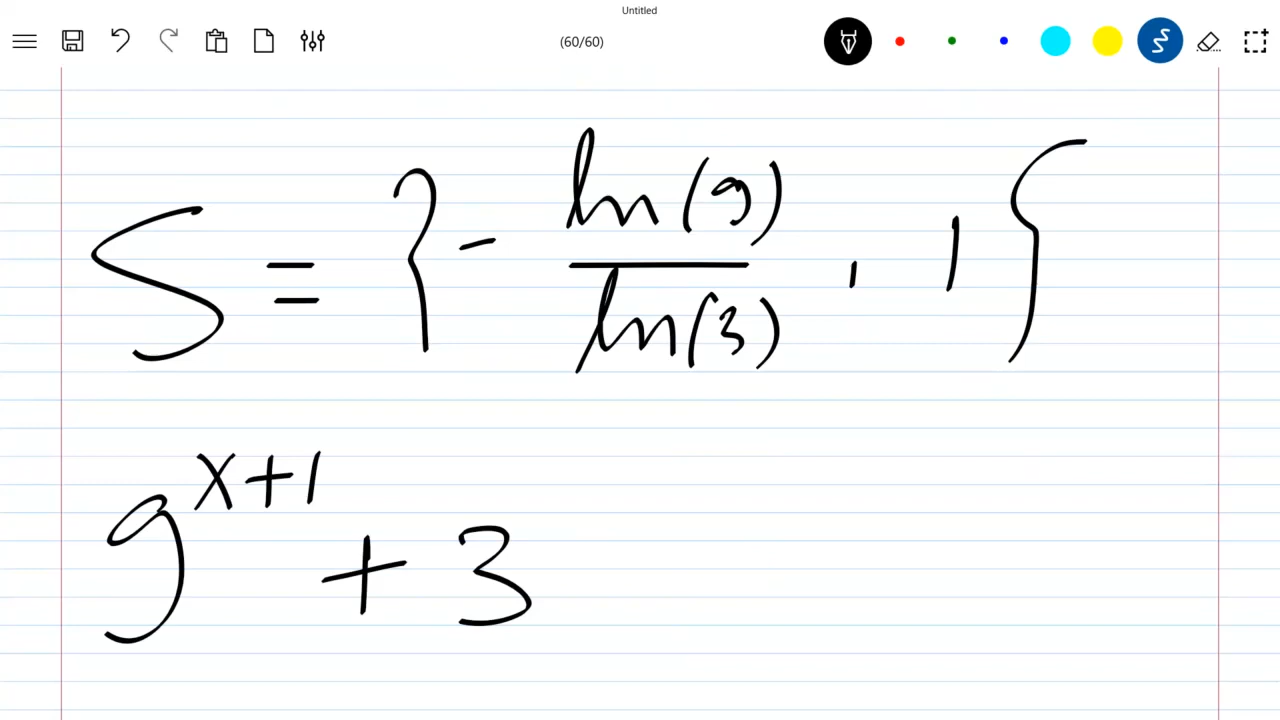 Untitled
(60/60)
S = { - ln(9)/ln(3) , 1 }
9^{x+1} + 3